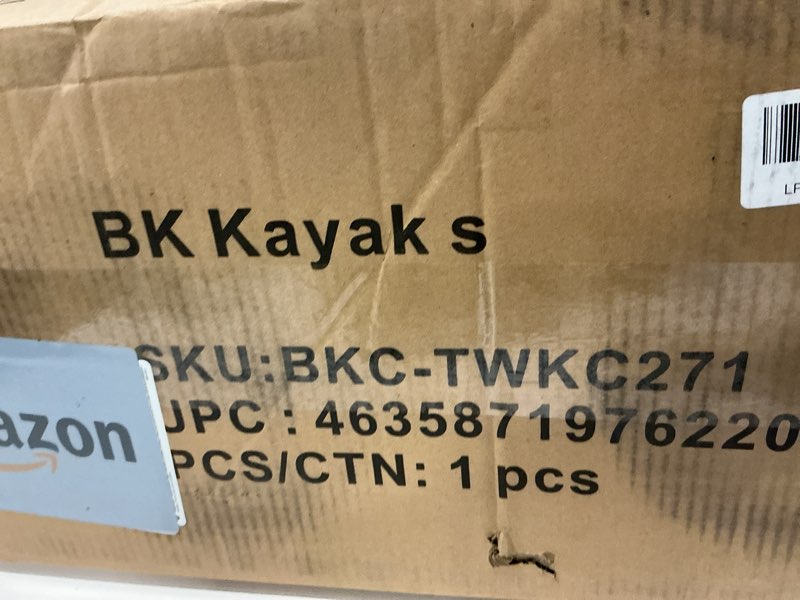 BK Kayak s
SKU:BKC-TWKC271
UPC : 4635871976220
PCS/CTN: 1 pcs
azon